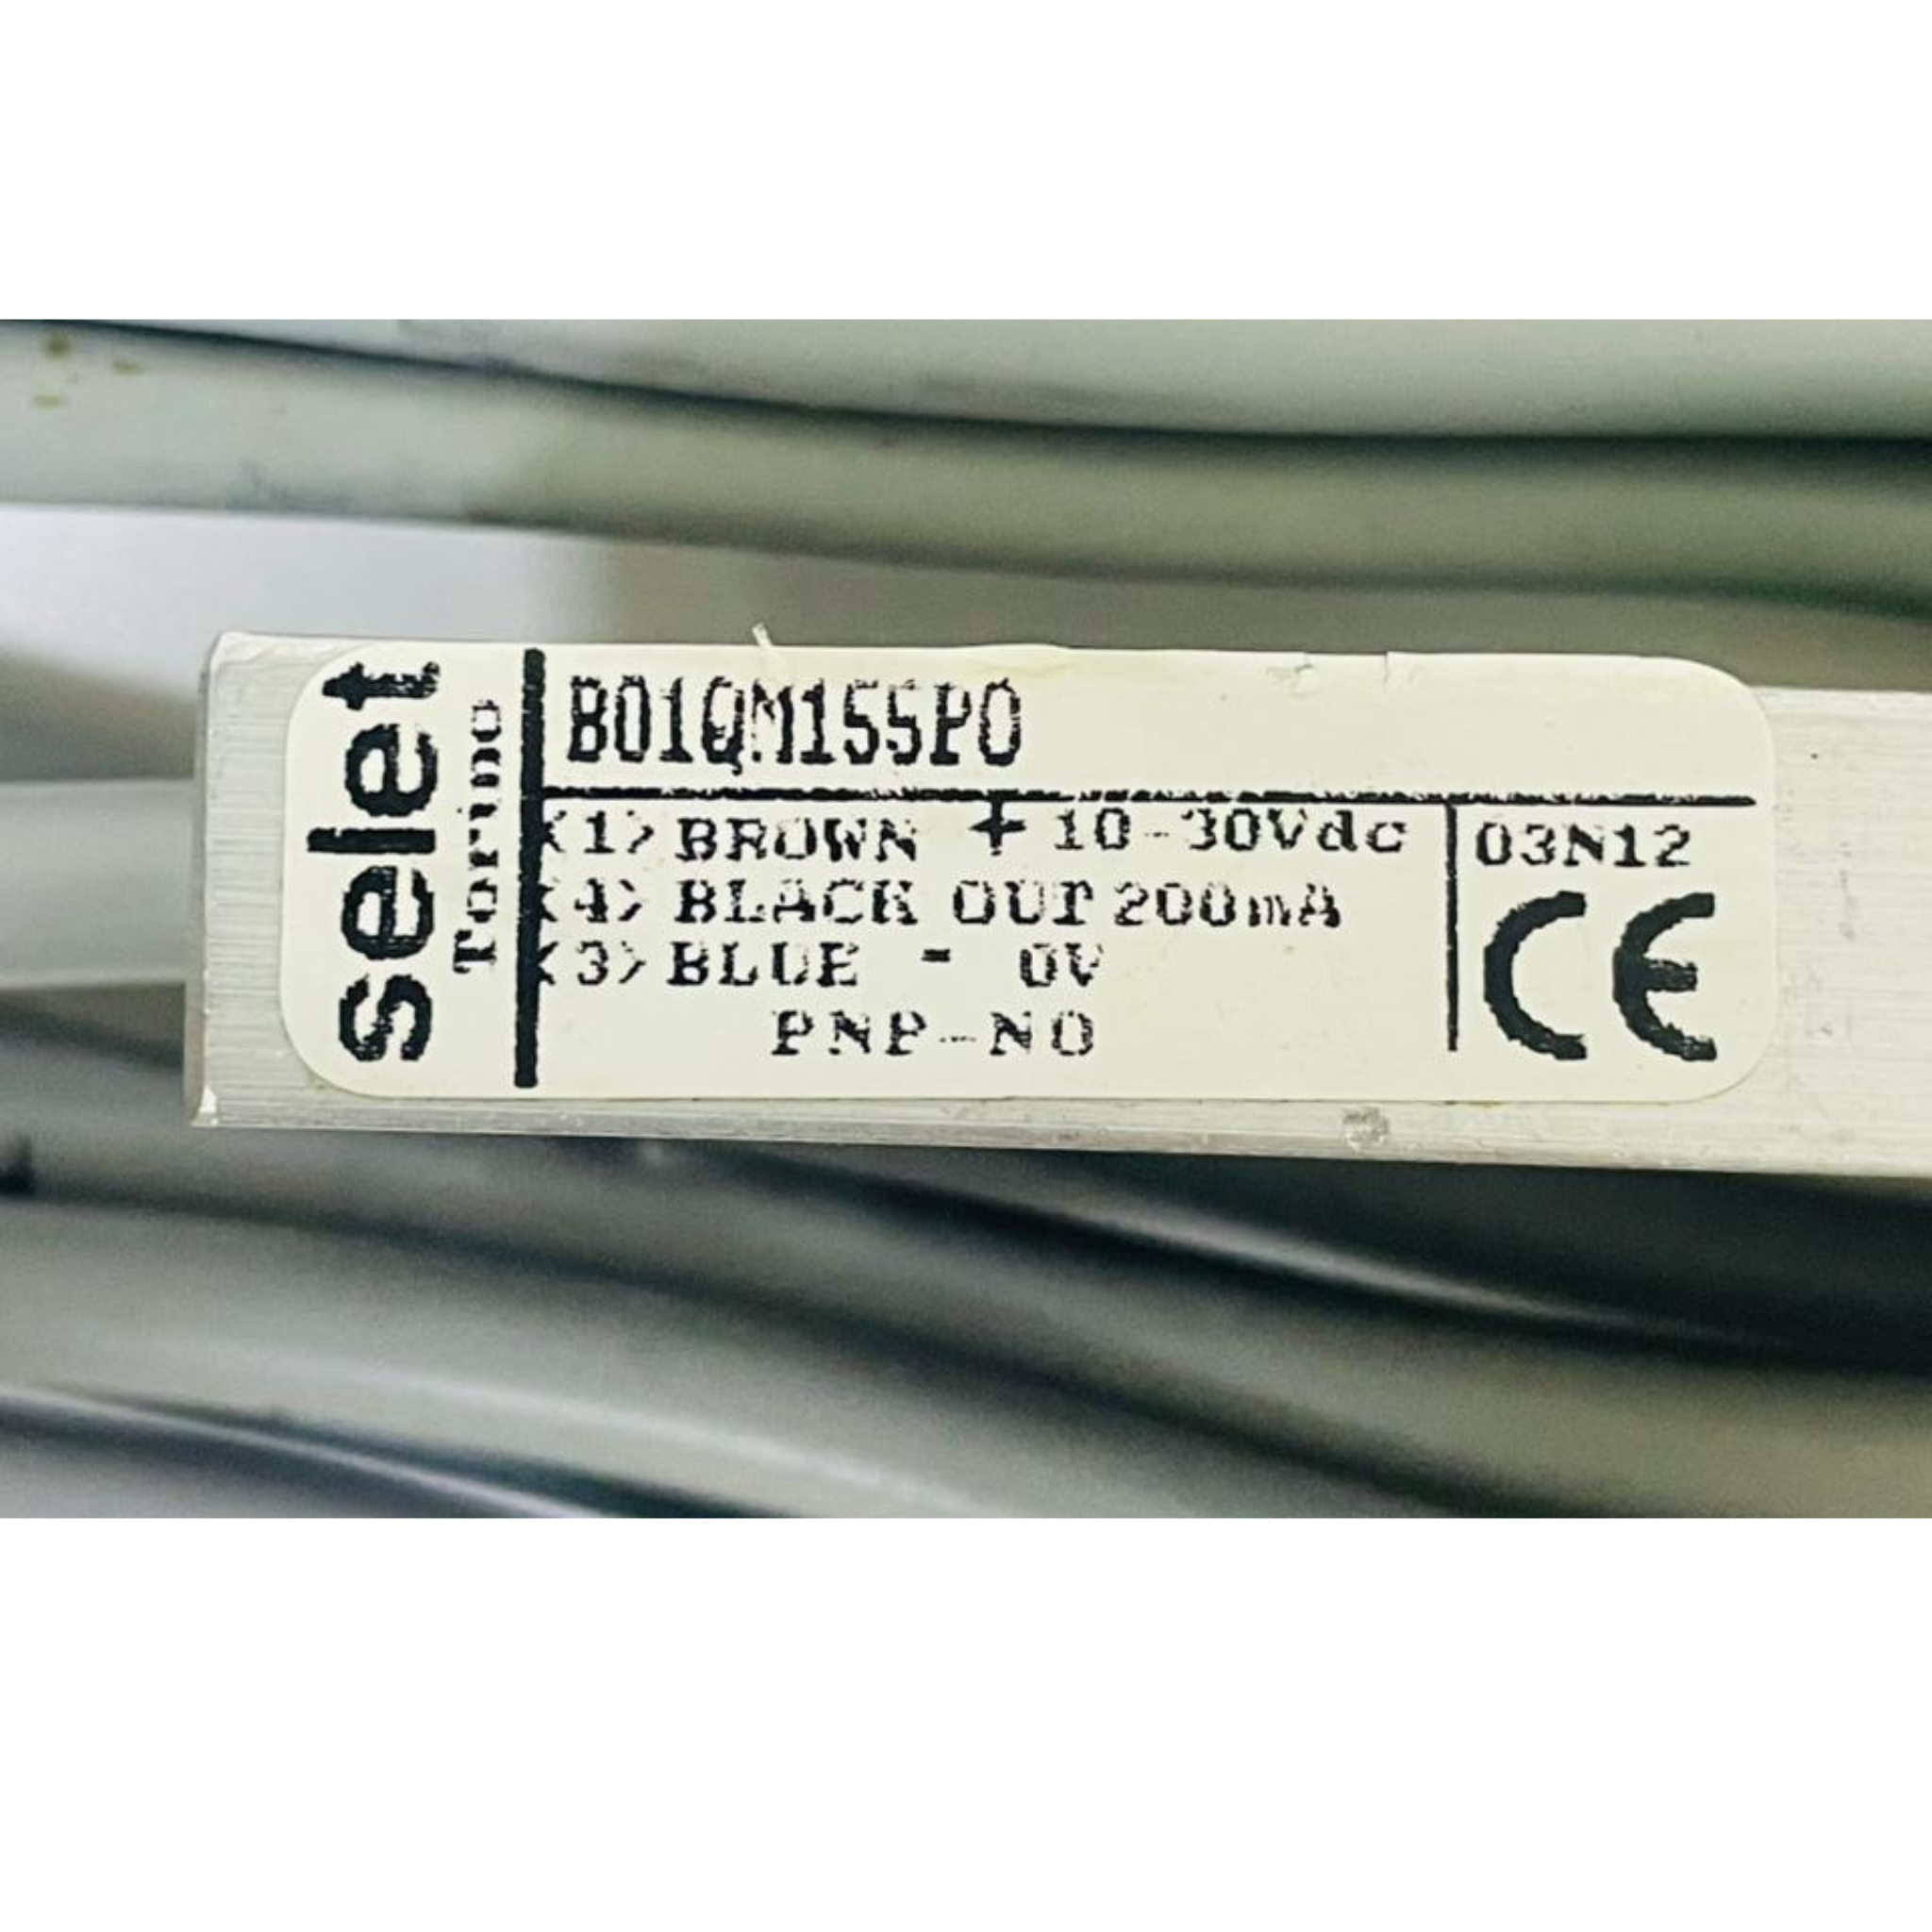 selet
Torino
B01QM155PO
<1> BROWN + 10-30Vdc
<4> BLACK OUT 200mA
<3> BLUE - 0V
PNP-NO
03N12
CE